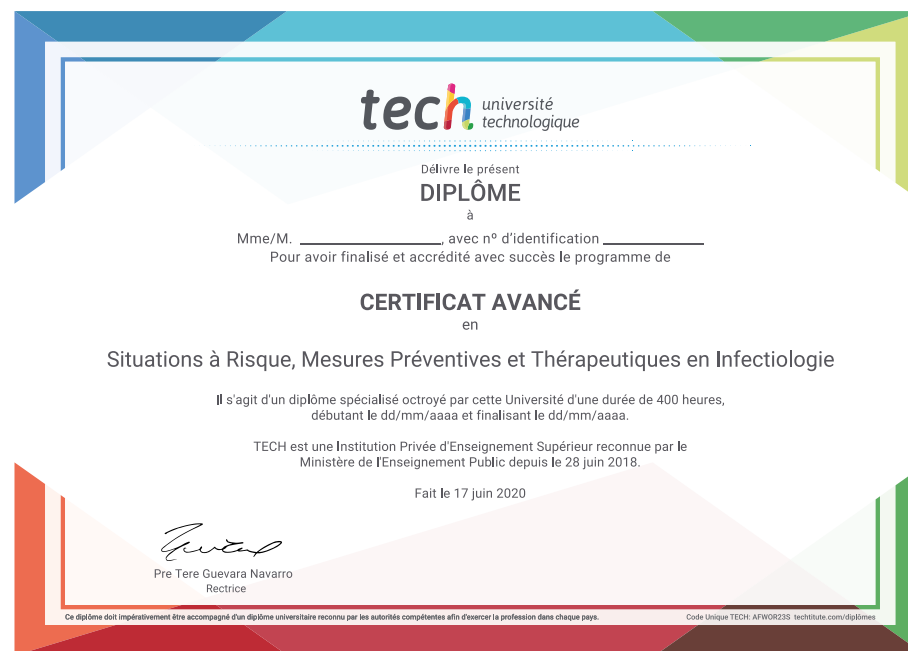 tech université
technologique
Délivre le présent
DIPLÔME
à
Mme/M. ____________________, avec nº d'identification ______________
Pour avoir finalisé et accrédité avec succès le programme de
CERTIFICAT AVANCÉ
en
Situations à Risque, Mesures Préventives et Thérapeutiques en Infectiologie
Il s'agit d'un diplôme spécialisé octroyé par cette Université d'une durée de 400 heures,
débutant le dd/mm/aaaa et finalisant le dd/mm/aaaa.
TECH est une Institution Privée d'Enseignement Supérieur reconnue par le
Ministère de l'Enseignement Public depuis le 28 juin 2018.
Fait le 17 juin 2020
Pre Tere Guevara Navarro
Rectrice
Ce diplôme doit impérativement être accompagné d'un diplôme universitaire reconnu par les autorités compétentes afin d'exercer la profession dans chaque pays.
Code Unique TECH: AFWOR23S techtitute.com/diplômes